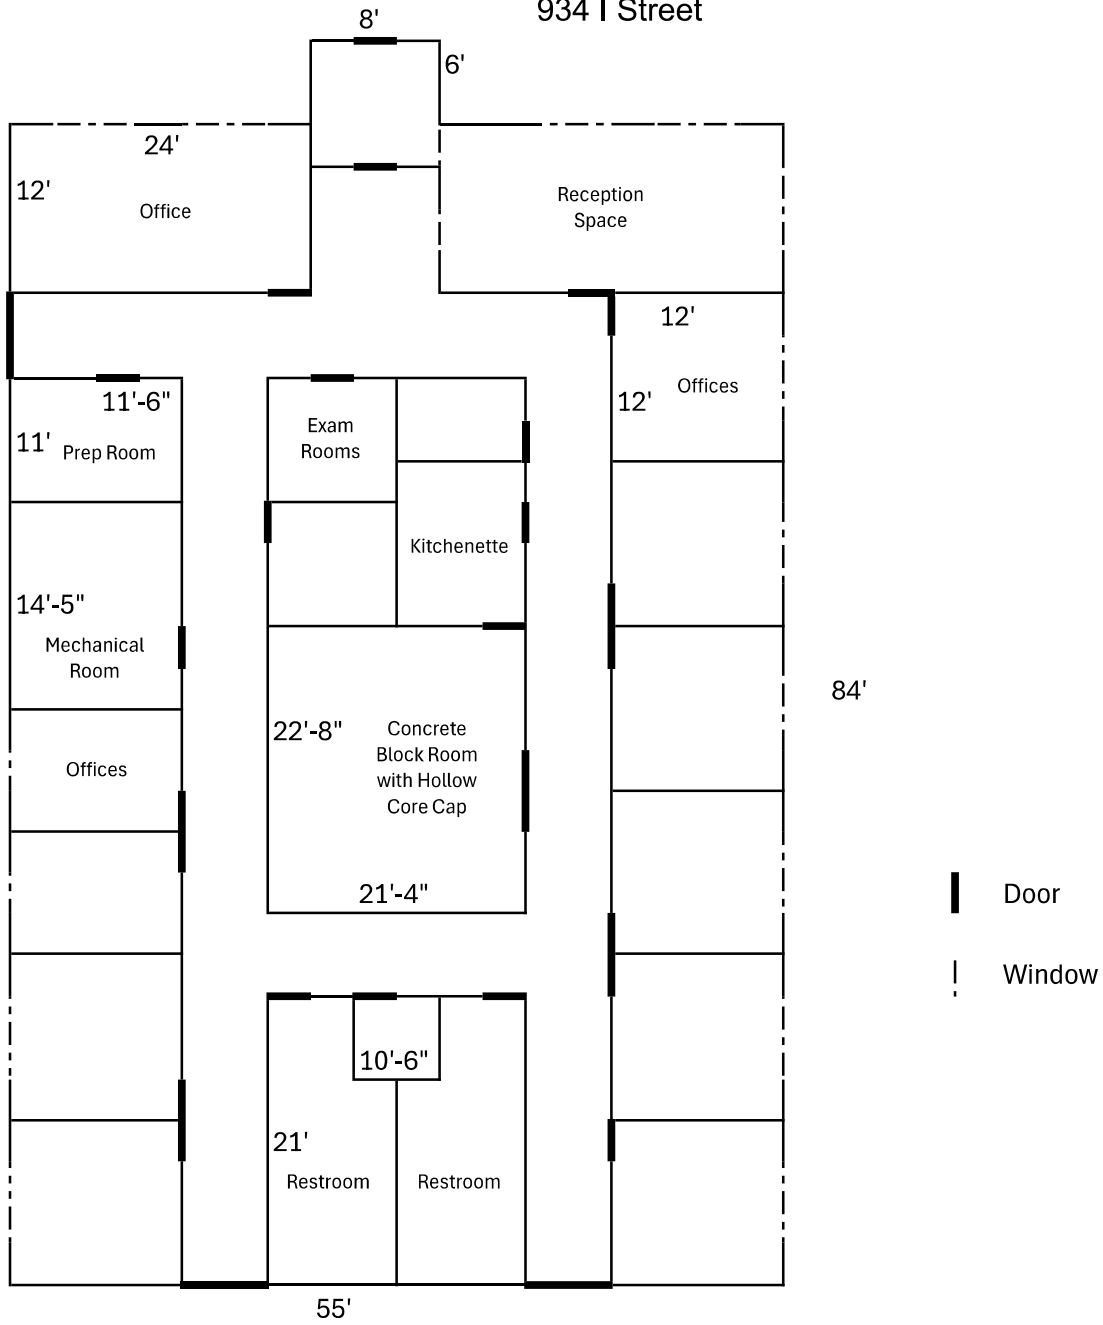 934 I Street
8'
6'
24'
12'
Office
Reception
Space
12'
12'
Offices
11'-6"
11'
Prep Room
Exam
Rooms
Kitchenette
14'-5"
Mechanical
Room
84'
22'-8"
Concrete
Block Room
with Hollow
Core Cap
Offices
21'-4"
Door
Window
10'-6"
21'
Restroom
Restroom
55'